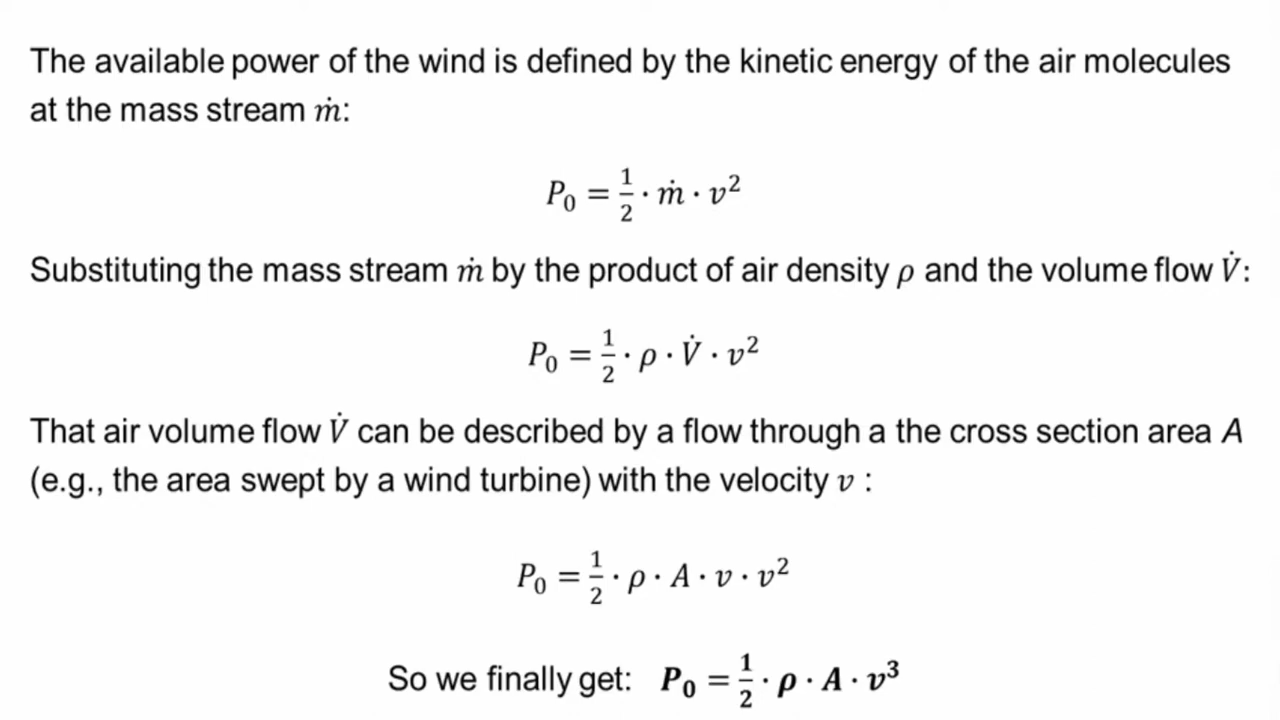 The available power of the wind is defined by the kinetic energy of the air molecules
at the mass stream ṁ:
P₀ = 1/2 · ṁ · v²
Substituting the mass stream ṁ by the product of air density ρ and the volume flow V̇:
P₀ = 1/2 · ρ · V̇ · v²
That air volume flow V̇ can be described by a flow through a the cross section area A
(e.g., the area swept by a wind turbine) with the velocity v :
P₀ = 1/2 · ρ · A · v · v²
So we finally get: P₀ = 1/2 · ρ · A · v³